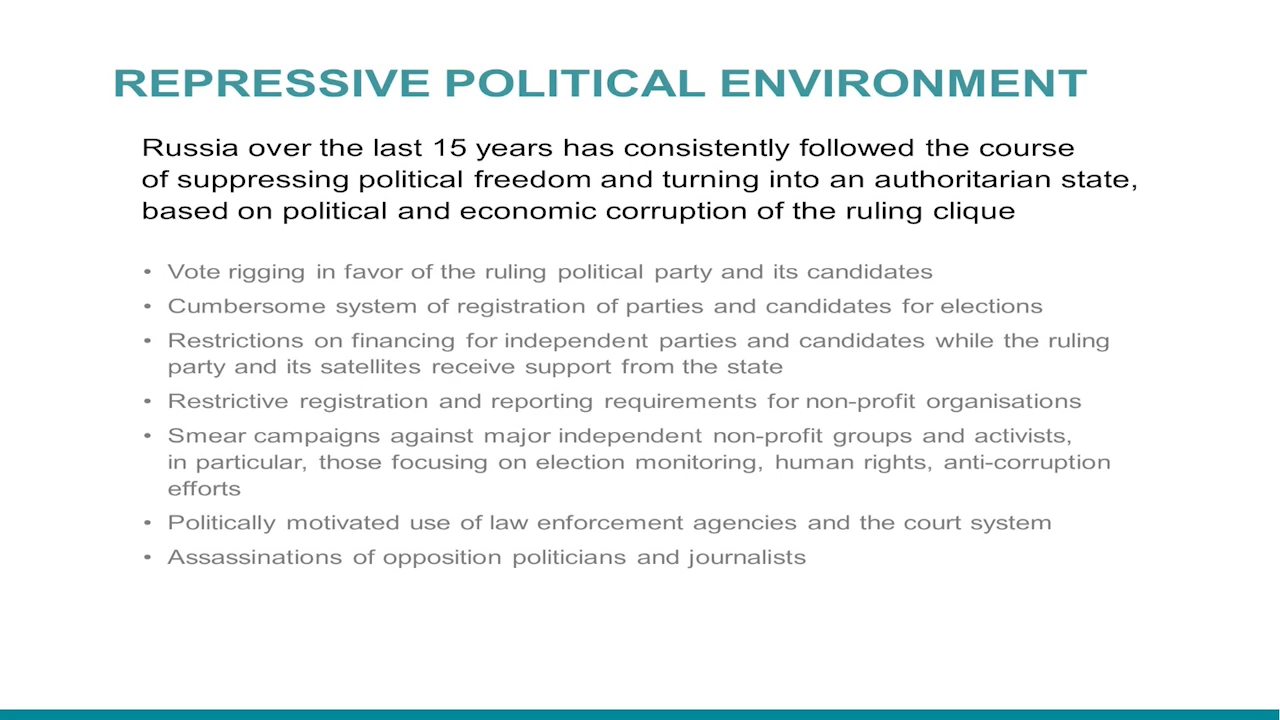 REPRESSIVE POLITICAL ENVIRONMENT
Russia over the last 15 years has consistently followed the course
of suppressing political freedom and turning into an authoritarian state,
based on political and economic corruption of the ruling clique
• Vote rigging in favor of the ruling political party and its candidates
• Cumbersome system of registration of parties and candidates for elections
• Restrictions on financing for independent parties and candidates while the ruling
party and its satellites receive support from the state
• Restrictive registration and reporting requirements for non-profit organisations
• Smear campaigns against major independent non-profit groups and activists,
in particular, those focusing on election monitoring, human rights, anti-corruption
efforts
• Politically motivated use of law enforcement agencies and the court system
• Assassinations of opposition politicians and journalists